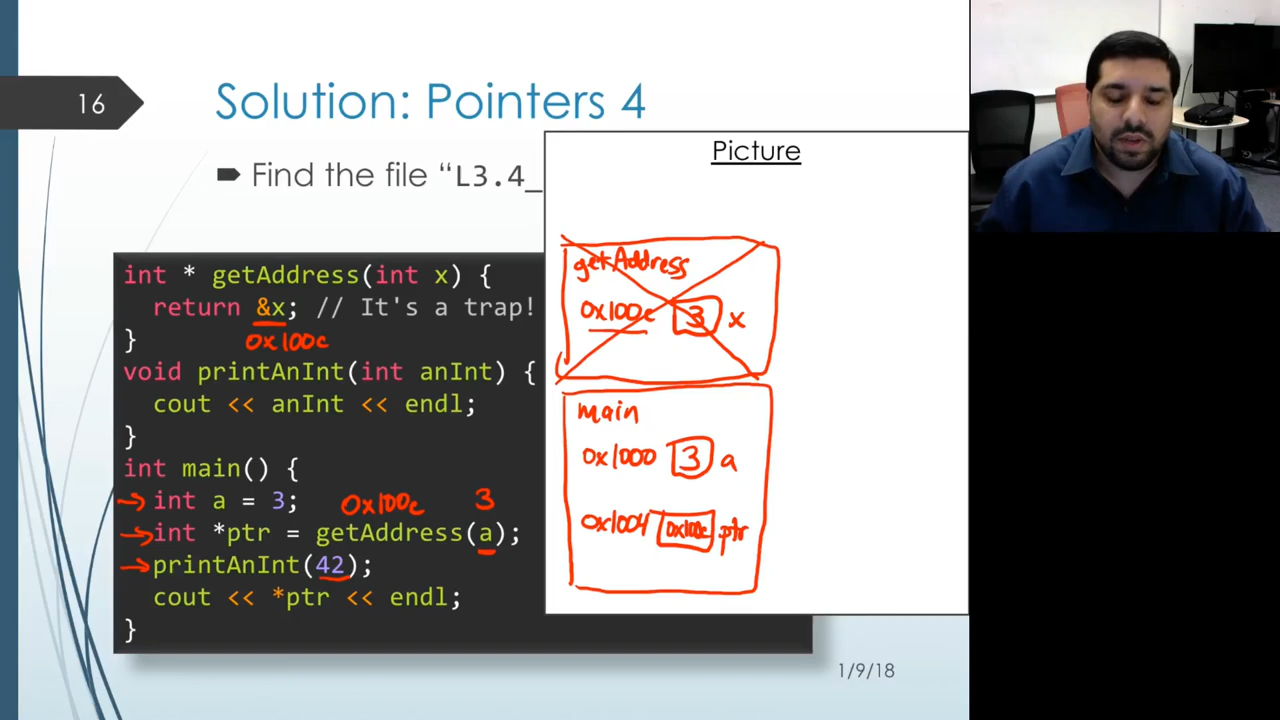 16
Solution: Pointers 4
Find the file “L3.4_
Picture
int * getAddress(int x) {
return &x; // It's a trap!
}
0x100c
void printAnInt(int anInt) {
cout << anInt << endl;
}
int main() {
int a = 3;
0x100c
3
int *ptr = getAddress(a);
printAnInt(42);
cout << *ptr << endl;
}
getAddress
0x100c 3 x
main
0x1000 3 a
0x1004 0x100c ptr
1/9/18